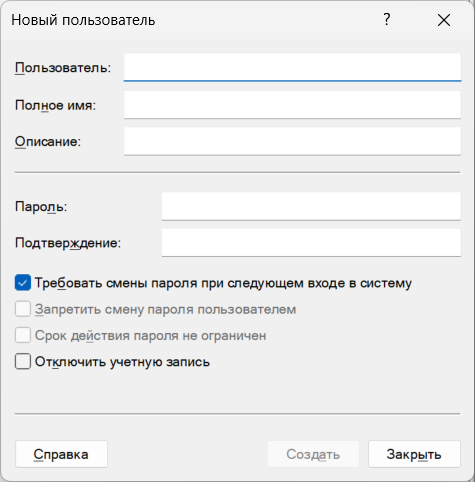 Новый пользователь
?
Пользователь:
Полное имя:
Описание:
Пароль:
Подтверждение:
Требовать смены пароля при следующем входе в систему
Запретить смену пароля пользователем
Срок действия пароля не ограничен
Отключить учетную запись
Справка
Создать
Закрыть